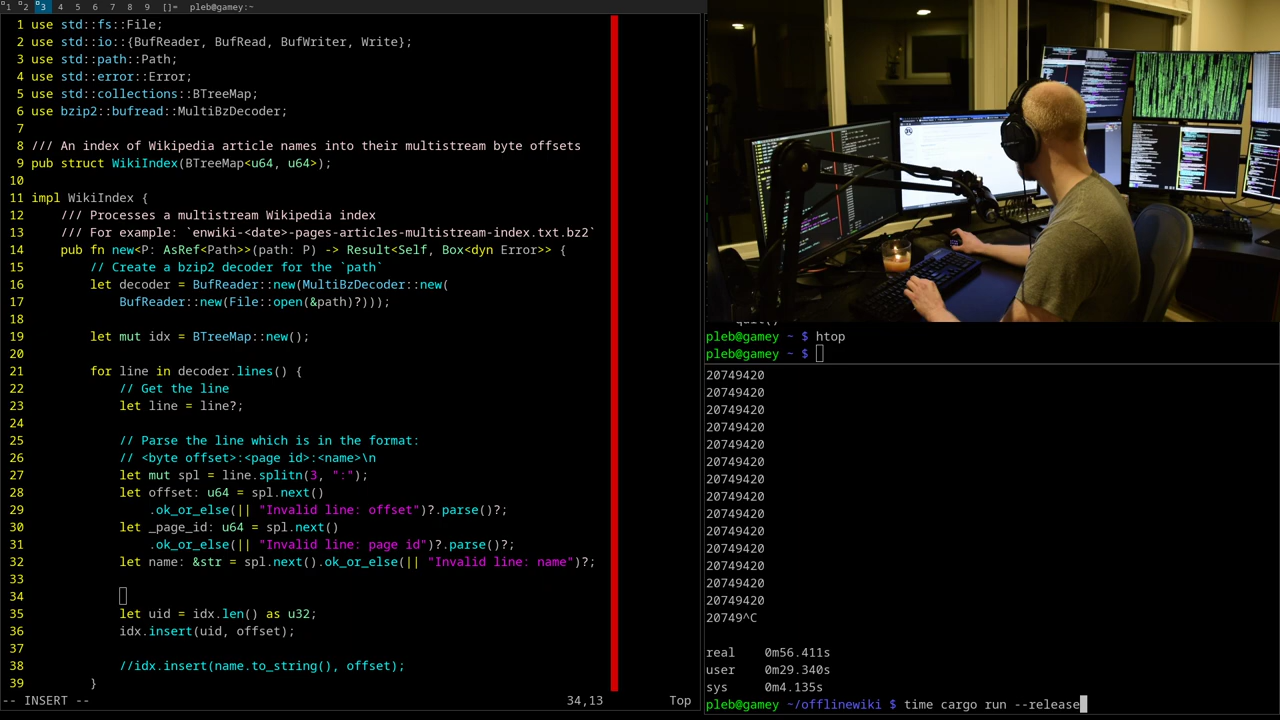 1 2 3 4 5 6 7 8 9 []= pleb@gamey:~
1 use std::fs::File;
2 use std::io::{BufReader, BufRead, BufWriter, Write};
3 use std::path::Path;
4 use std::error::Error;
5 use std::collections::BTreeMap;
6 use bzip2::bufread::MultiBzDecoder;
7
8 /// An index of Wikipedia article names into their multistream byte offsets
9 pub struct WikiIndex(BTreeMap<u64, u64>);
10
11 impl WikiIndex {
12     /// Processes a multistream Wikipedia index
13     /// For example: `enwiki-<date>-pages-articles-multistream-index.txt.bz2`
14     pub fn new<P: AsRef<Path>>(path: P) -> Result<Self, Box<dyn Error>> {
15         // Create a bzip2 decoder for the `path`
16         let decoder = BufReader::new(MultiBzDecoder::new(
17             BufReader::new(File::open(&path)?)));
18
19         let mut idx = BTreeMap::new();
20
21         for line in decoder.lines() {
22             // Get the line
23             let line = line?;
24
25             // Parse the line which is in the format:
26             // <byte offset>:<page id>:<name>\n
27             let mut spl = line.splitn(3, ":");
28             let offset: u64 = spl.next()
29                 .ok_or_else(|| "Invalid line: offset")?.parse()?;
30             let _page_id: u64 = spl.next()
31                 .ok_or_else(|| "Invalid line: page id")?.parse()?;
32             let name: &str = spl.next().ok_or_else(|| "Invalid line: name")?;
33
34
35             let uid = idx.len() as u32;
36             idx.insert(uid, offset);
37
38             //idx.insert(name.to_string(), offset);
39         }
-- INSERT -- 34,13 Top
pleb@gamey ~ $ htop
pleb@gamey ~ $
20749420
20749420
20749420
20749420
20749420
20749420
20749420
20749420
20749420
20749420
20749420
20749420
20749420
20749420
20749^C
real 0m56.411s
user 0m29.340s
sys 0m4.135s
pleb@gamey ~/offlinewiki $ time cargo run --release